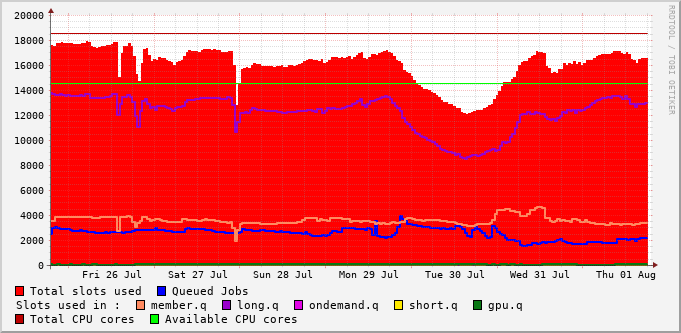 20000
18000
16000
14000
12000
10000
8000
6000
4000
2000
0
Fri 26 Jul Sat 27 Jul Sun 28 Jul Mon 29 Jul Tue 30 Jul Wed 31 Jul Thu 01 Aug
Total slots used Queued Jobs
Slots used in : member.q long.q ondemand.q short.q gpu.q
Total CPU cores Available CPU cores
RRDTOOL / TOBI OETIKER